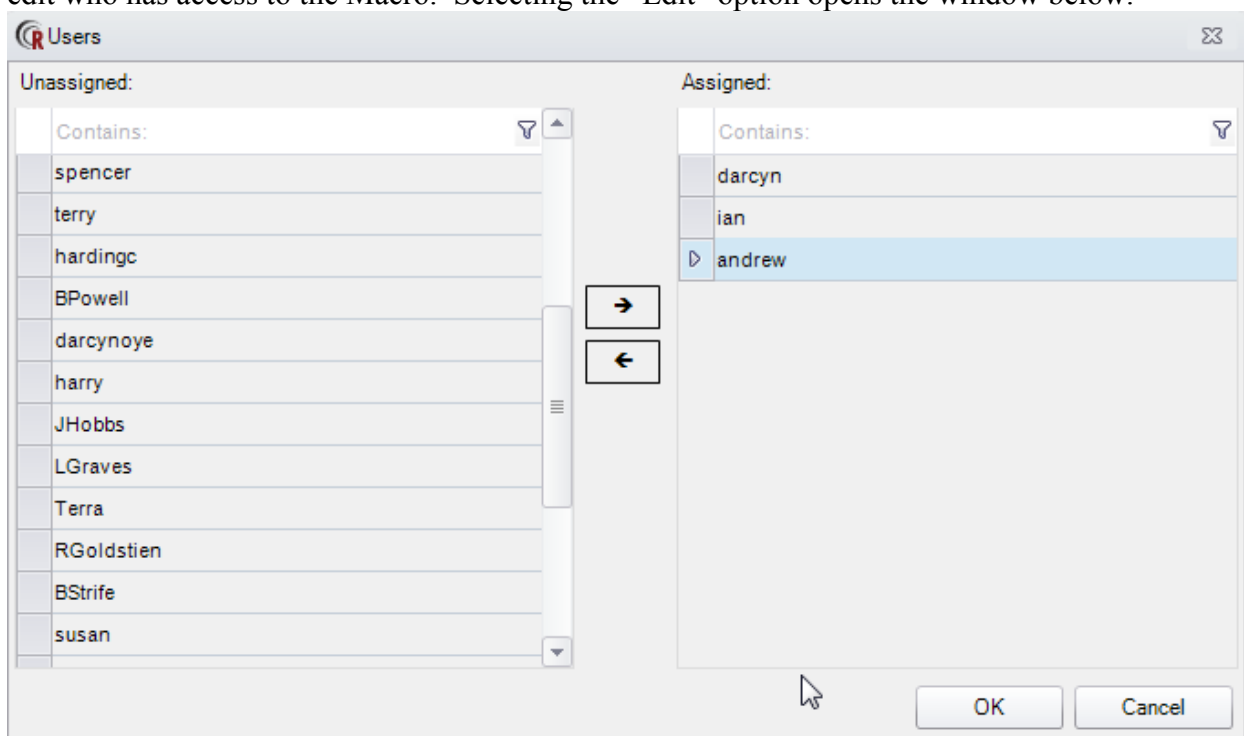 edit who has access to the Macro. Selecting the "Edit" option opens the window below.
R Users
Unassigned:
Contains:
spencer
terry
hardingc
BPowell
darcynoye
harry
JHobbs
LGraves
Terra
RGoldstien
BStrife
susan
Assigned:
Contains:
darcyn
ian
andrew
OK
Cancel